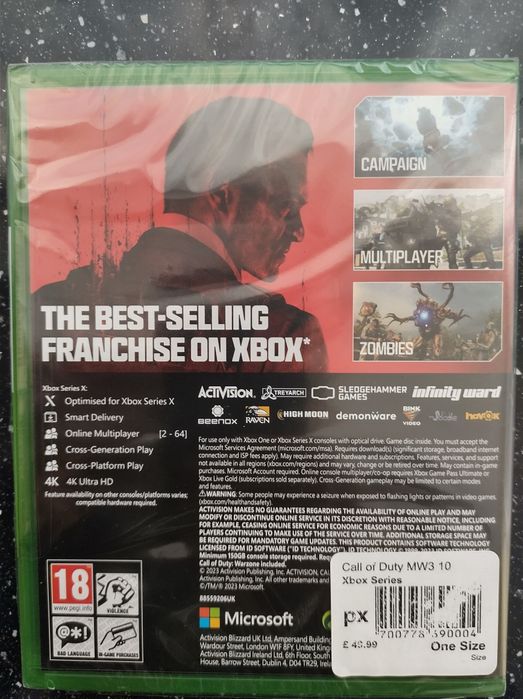 CAMPAIGN
MULTIPLAYER
ZOMBIES
THE BEST-SELLING
FRANCHISE ON XBOX*
Xbox Series X:
X Optimised for Xbox Series X
Smart Delivery
Online Multiplayer [2 - 64]
Cross-Generation Play
Cross-Platform Play
4K 4K Ultra HD
Feature availability on other consoles/platforms varies;
compatible hardware required.
ACTIVISION. TREYARCH SLEDGEHAMMER GAMES infinity ward
BEENOX RAVEN HIGH MOON demonware BINK VIDEO havok
For use only with Xbox One or Xbox Series X consoles with optical drive. Game disc inside. You must accept the
Microsoft Services Agreement (microsoft.com/msa). Requires download(s) (significant storage, broadband internet
connection and ISP fees apply). May require additional hardware and subscriptions. Features, services, and support
not available in all regions (xbox.com/regions) and may vary, change or be retired over time. May contain in-game
purchases. Microsoft Account required. Online console multiplayer/co-op requires Xbox Game Pass Ultimate or
Xbox Live Gold (subscriptions sold separately). Cross-Generation gameplay may be limited to certain modes
and features.
⚠WARNING: Some people may experience a seizure when exposed to flashing lights or patterns in video games.
(xbox.com/healthandsafety).
ACTIVISION MAKES NO GUARANTEES REGARDING THE AVAILABILITY OF ONLINE PLAY AND MAY
MODIFY OR DISCONTINUE ONLINE SERVICE IN ITS DISCRETION WITH REASONABLE NOTICE, INCLUDING
FOR EXAMPLE, CEASING ONLINE SERVICE FOR ECONOMIC REASONS DUE TO A LIMITED NUMBER OF
PLAYERS CONTINUING TO MAKE USE OF THE SERVICE OVER TIME. ADDITIONAL STORAGE SPACE MAY
BE REQUIRED FOR MANDATORY GAME UPDATES. THIS PRODUCT CONTAINS SOFTWARE TECHNOLOGY
LICENSED FROM ID SOFTWARE ("ID TECHNOLOGY"). ID TECHNOLOGY © 1999-2023 ID SOFTWARE
Minimum 150GB console storage required.
Call of Duty: Warzone included.
© 2023 Activision Publishing, Inc. ACTIVISION,
Activision Publishing, Inc. All other trademarks and
©/TM/® 2023 Microsoft.
88559206UK
18
www.pegi.info
VIOLENCE
@*!
BAD LANGUAGE
IN-GAME PURCHASES
Microsoft
Activision Blizzard UK Ltd, Ampersand Building
Wardour Street, London W1F 8FY, United
Activision Blizzard Ireland Ltd, 6th Floor, South
House, Barrow Street, Dublin 4, D04 TR29,
Call of Duty MW3 10
Xbox Series
px
700778 590004
£ 49.99 One Size
Size